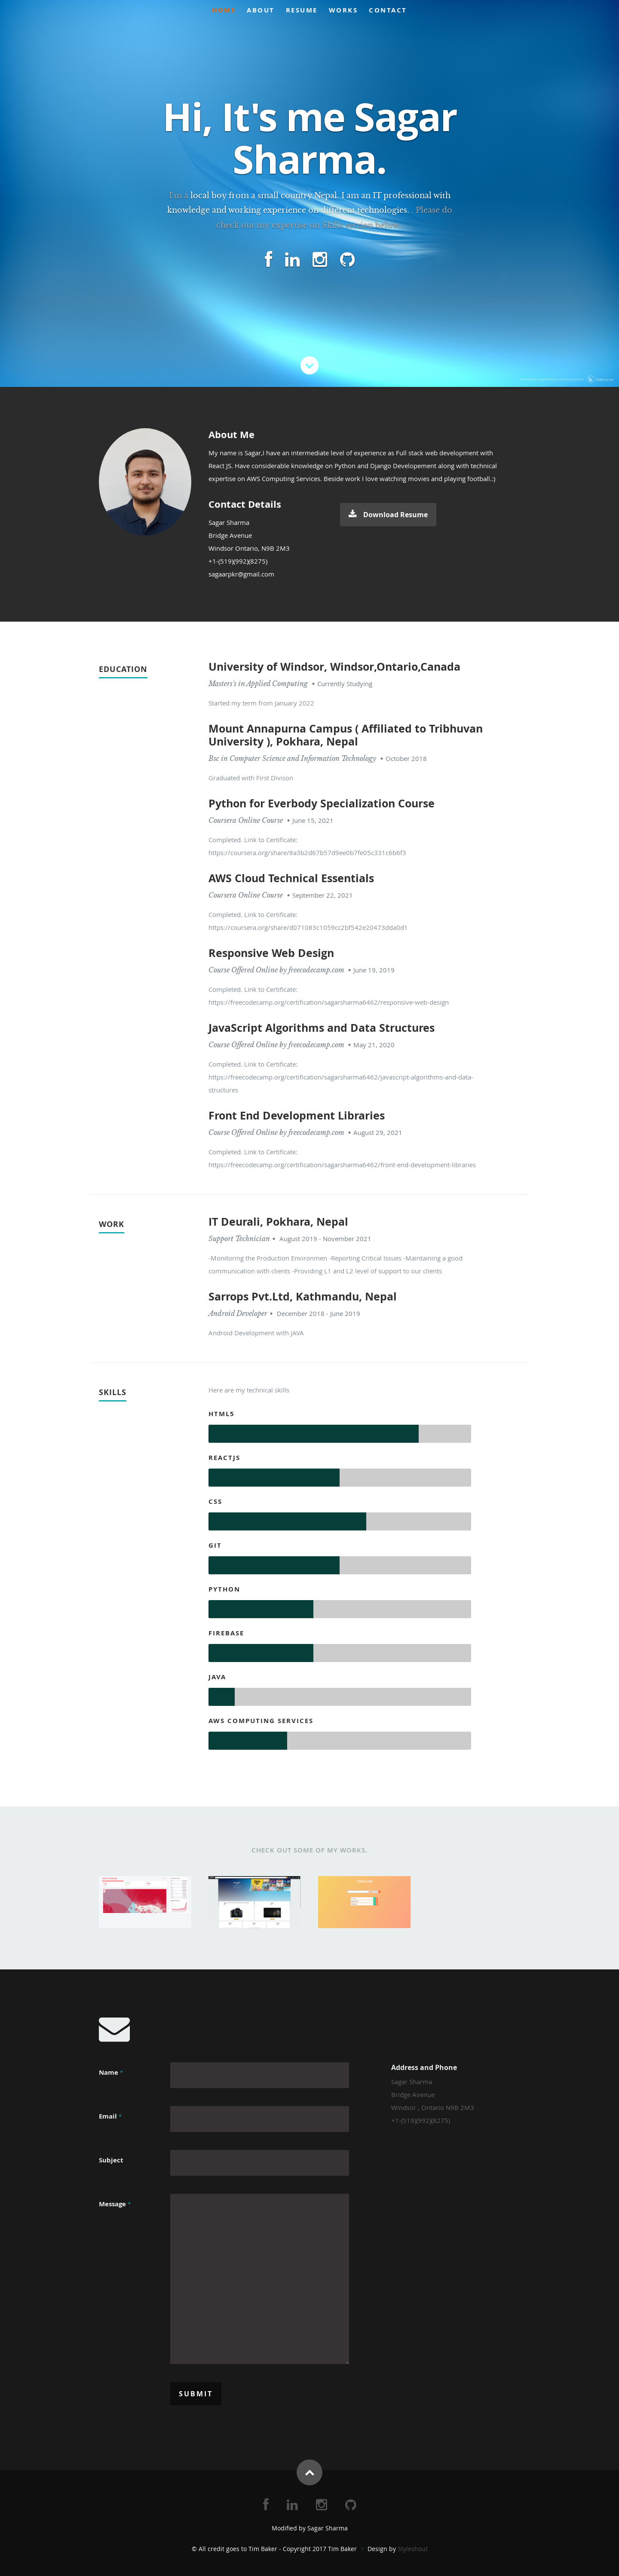 HOME ABOUT RESUME WORKS CONTACT
Hi, It's me Sagar
Sharma.
I'm a local boy from a small country Nepal. I am an IT professional with
knowledge and working experience on different technologies. . Please do
check out my expertise on Skills section
About Me
My name is Sagar,I have an intermediate level of experience as Full stack web development with
React JS. Have considerable knowledge on Python and Django Developement along with technical
expertise on AWS Computing Services. Beside work I love watching movies and playing football.:)
Contact Details
Sagar Sharma
Bridge Avenue
Windsor Ontario, N9B 2M3
+1-(519)(992)(8275)
sagaarpkr@gmail.com
Download Resume
EDUCATION
University of Windsor, Windsor,Ontario,Canada
Masters's in Applied Computing • Currently Studying
Started my term from January 2022
Mount Annapurna Campus ( Affiliated to Tribhuvan
University ), Pokhara, Nepal
Bsc in Computer Science and Information Technology • October 2018
Graduated with First Divison
Python for Everbody Specialization Course
Coursera Online Course • June 15, 2021
Completed. Link to Certificate:
https://coursera.org/share/8a3b2d67b57d9ee0b7fe05c331c6b6f3
AWS Cloud Technical Essentials
Coursera Online Course • September 22, 2021
Completed. Link to Certificate:
https://coursera.org/share/d071083c1059cc2bf542e20473dda0d1
Responsive Web Design
Course Offered Online by freecodecamp.com • June 19, 2019
Completed. Link to Certificate:
https://freecodecamp.org/certification/sagarsharma6462/responsive-web-design
JavaScript Algorithms and Data Structures
Course Offered Online by freecodecamp.com • May 21, 2020
Completed. Link to Certificate:
https://freecodecamp.org/certification/sagarsharma6462/javascript-algorithms-and-data-
structures
Front End Development Libraries
Course Offered Online by freecodecamp.com • August 29, 2021
Completed. Link to Certificate:
https://freecodecamp.org/certification/sagarsharma6462/front-end-development-libraries
WORK
IT Deurali, Pokhara, Nepal
Support Technician • August 2019 - November 2021
-Monitoring the Production Environmen -Reporting Critical Issues -Maintaining a good
communication with clients -Providing L1 and L2 level of support to our clients
Sarrops Pvt.Ltd, Kathmandu, Nepal
Android Developer • December 2018 - June 2019
Android Development with JAVA
SKILLS
Here are my technical skills
HTML5
REACTJS
CSS
GIT
PYTHON
FIREBASE
JAVA
AWS COMPUTING SERVICES
CHECK OUT SOME OF MY WORKS.
Name *
Email *
Subject
Message *
SUBMIT
Address and Phone
Sagar Sharma
Bridge Avenue
Windsor , Ontario N9B 2M3
+1-(519)(992)(8275)
Modified by Sagar Sharma
© All credit goes to Tim Baker - Copyright 2017 Tim Baker Design by Styleshout